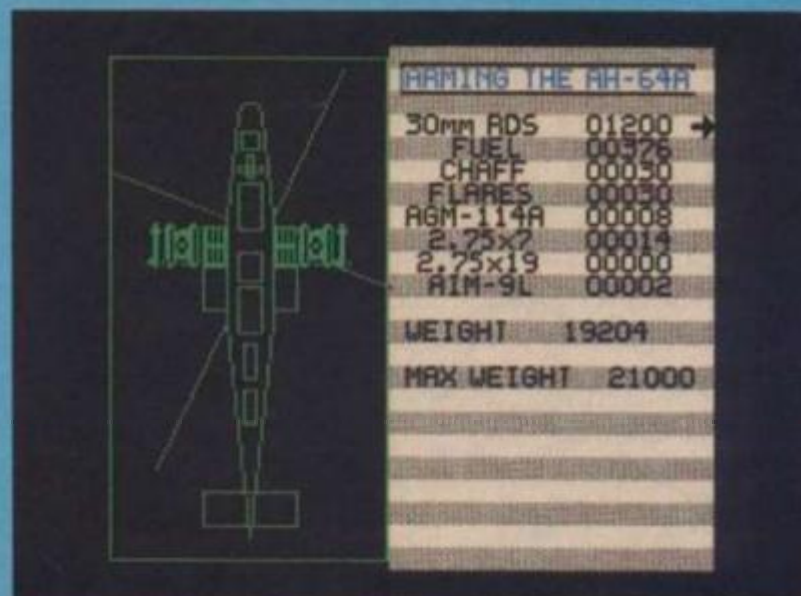 ARMING THE AH-64A
30mm RDS 01200 →
FUEL 00376
CHAFF 00030
FLARES 00030
AGM-114A 00008
2.75x7 00014
2.75x19 00000
AIM-9L 00002
WEIGHT 19204
MAX WEIGHT 21000